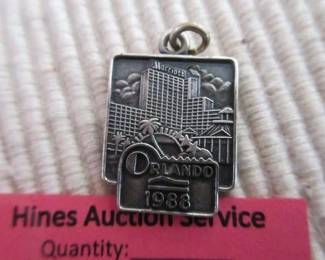 Marriott
ORLANDO
1988
Hines Auction Service
Quantity: